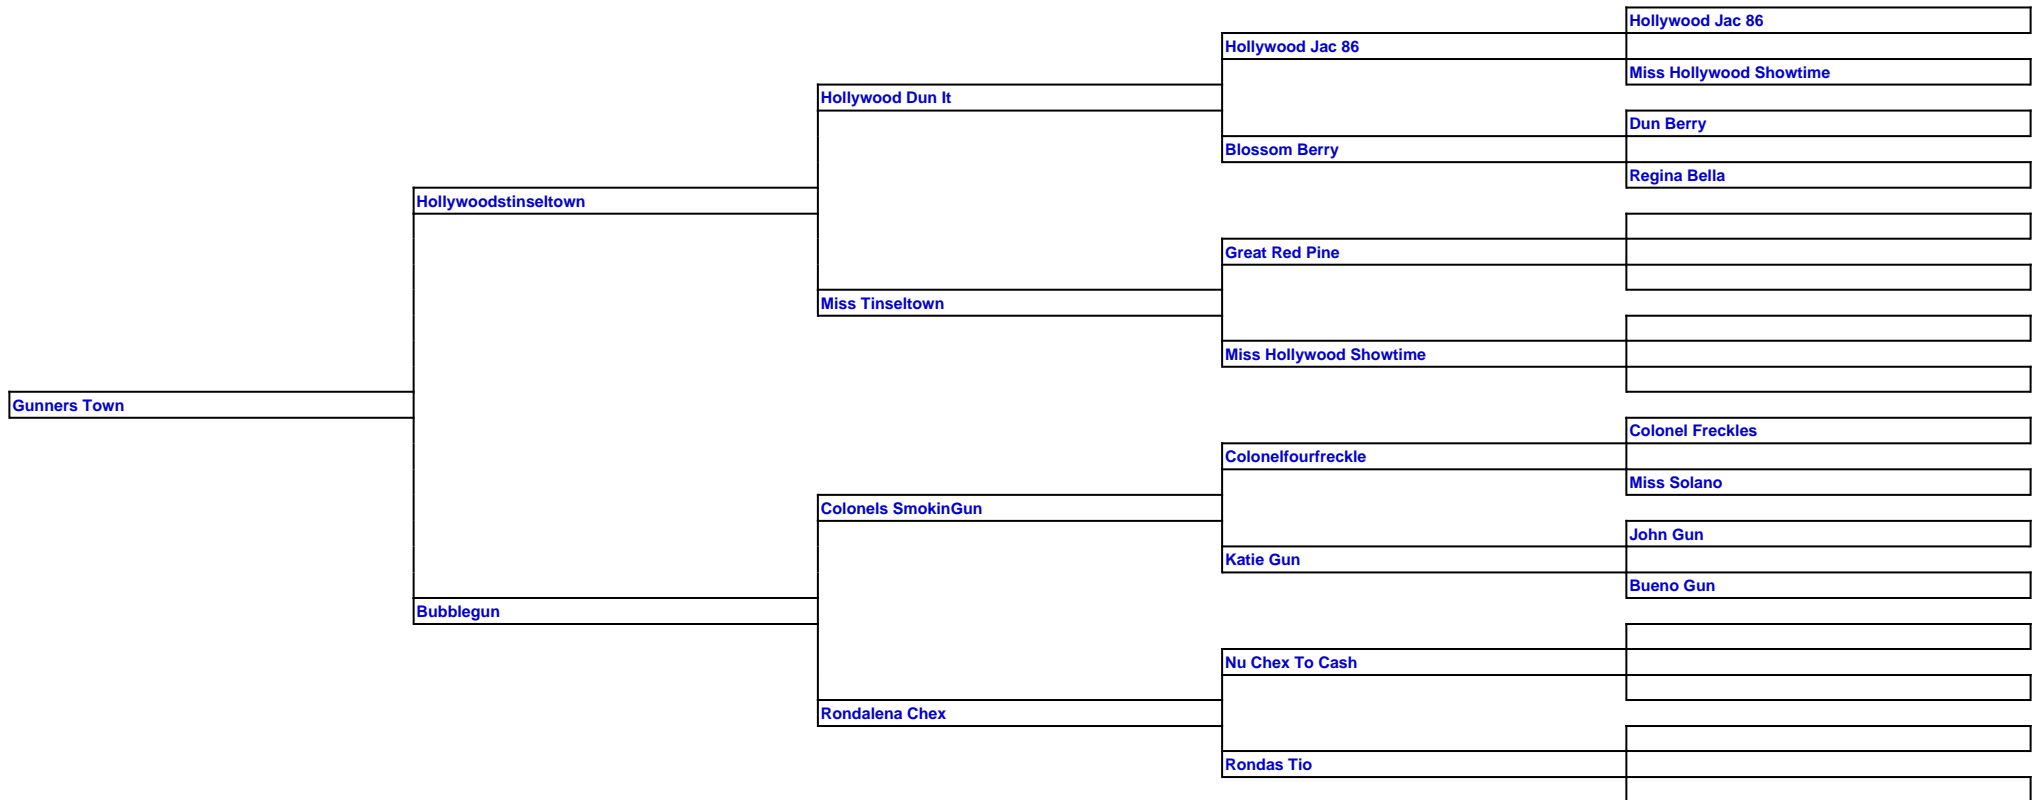 Hollywood Jac 86
Hollywood Jac 86
Miss Hollywood Showtime
Hollywood Dun It
Dun Berry
Blossom Berry
Regina Bella
Hollywoodstinseltown
Great Red Pine
Miss Tinseltown
Miss Hollywood Showtime
Gunners Town
Colonel Freckles
Colonelfourfreckle
Miss Solano
Colonels SmokinGun
John Gun
Katie Gun
Bueno Gun
Bubblegun
Nu Chex To Cash
Rondalena Chex
Rondas Tio